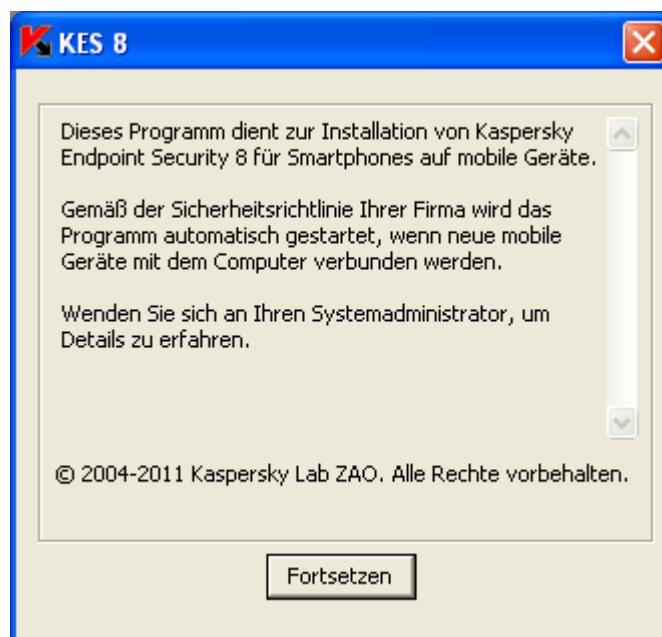 KES 8
Dieses Programm dient zur Installation von Kaspersky
Endpoint Security 8 für Smartphones auf mobile Geräte.
Gemäß der Sicherheitsrichtlinie Ihrer Firma wird das
Programm automatisch gestartet, wenn neue mobile
Geräte mit dem Computer verbunden werden.
Wenden Sie sich an Ihren Systemadministrator, um
Details zu erfahren.
© 2004-2011 Kaspersky Lab ZAO. Alle Rechte vorbehalten.
Fortsetzen